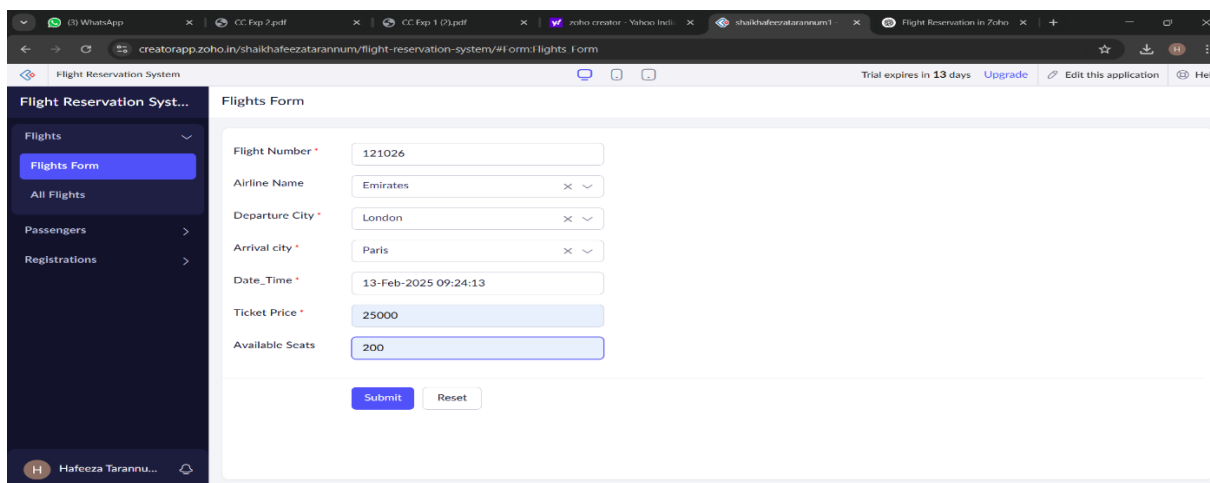 (3) WhatsApp
CC Exp 2.pdf
CC Exp 1 (2).pdf
zoho creator - Yahoo Indi
shaikhafeezatarannum1 -
Flight Reservation in Zoho
creatorapp.zoho.in/shaikhafeezatarannum/flight-reservation-system/#Form:Flights_Form
H
Flight Reservation System
Trial expires in 13 days Upgrade
Edit this application
Hel
Flight Reservation Syst...
Flights Form
Flights
Flights Form
All Flights
Passengers
Registrations
Flight Number * 121026
Airline Name Emirates
Departure City * London
Arrival city * Paris
Date_Time * 13-Feb-2025 09:24:13
Ticket Price * 25000
Available Seats 200
Submit Reset
H Hafeeza Tarannu...